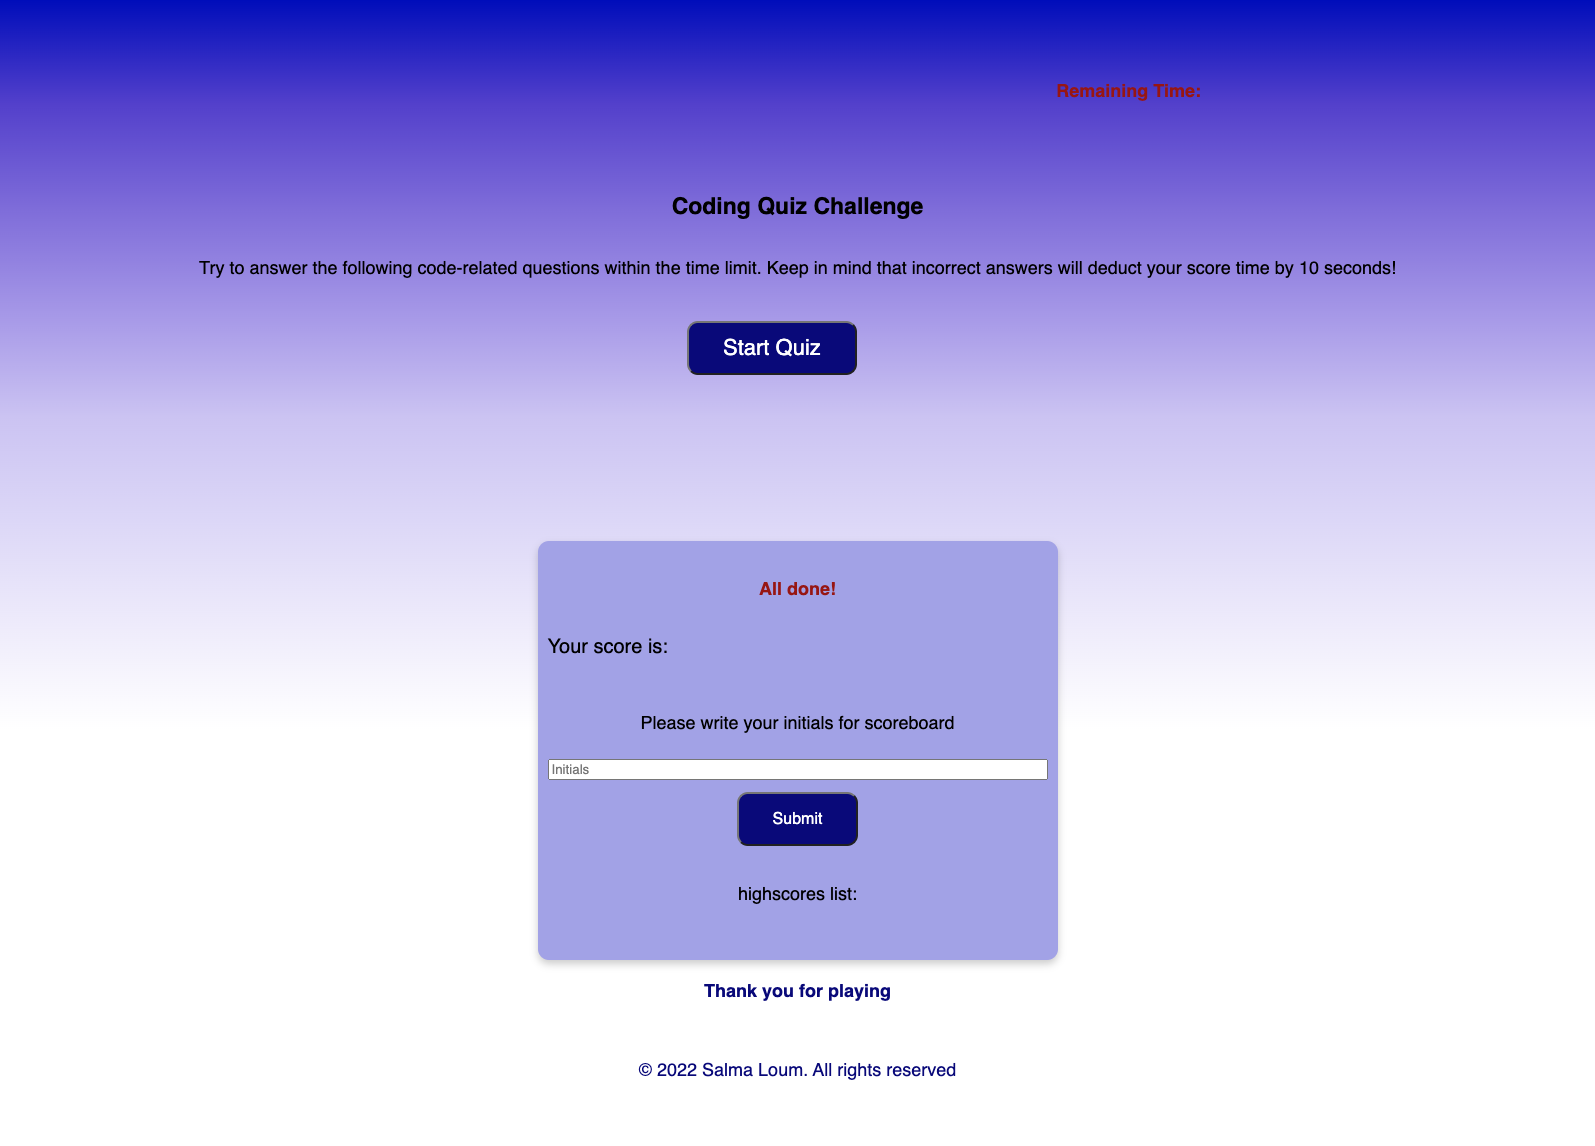 Remaining Time:
Coding Quiz Challenge
Try to answer the following code-related questions within the time limit. Keep in mind that incorrect answers will deduct your score time by 10 seconds!
Start Quiz
All done!
Your score is:
Please write your initials for scoreboard
Initials
Submit
highscores list:
Thank you for playing
© 2022 Salma Loum. All rights reserved